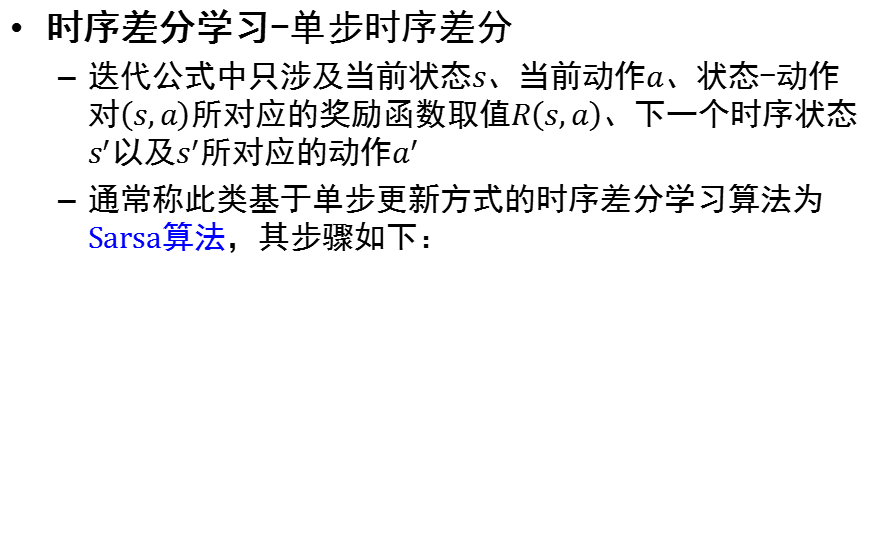 • 时序差分学习-单步时序差分
– 迭代公式中只涉及当前状态s、当前动作a、状态-动作
对(s, a)所对应的奖励函数取值R(s, a)、下一个时序状态
s′以及s′所对应的动作a′
– 通常称此类基于单步更新方式的时序差分学习算法为
Sarsa算法，其步骤如下：